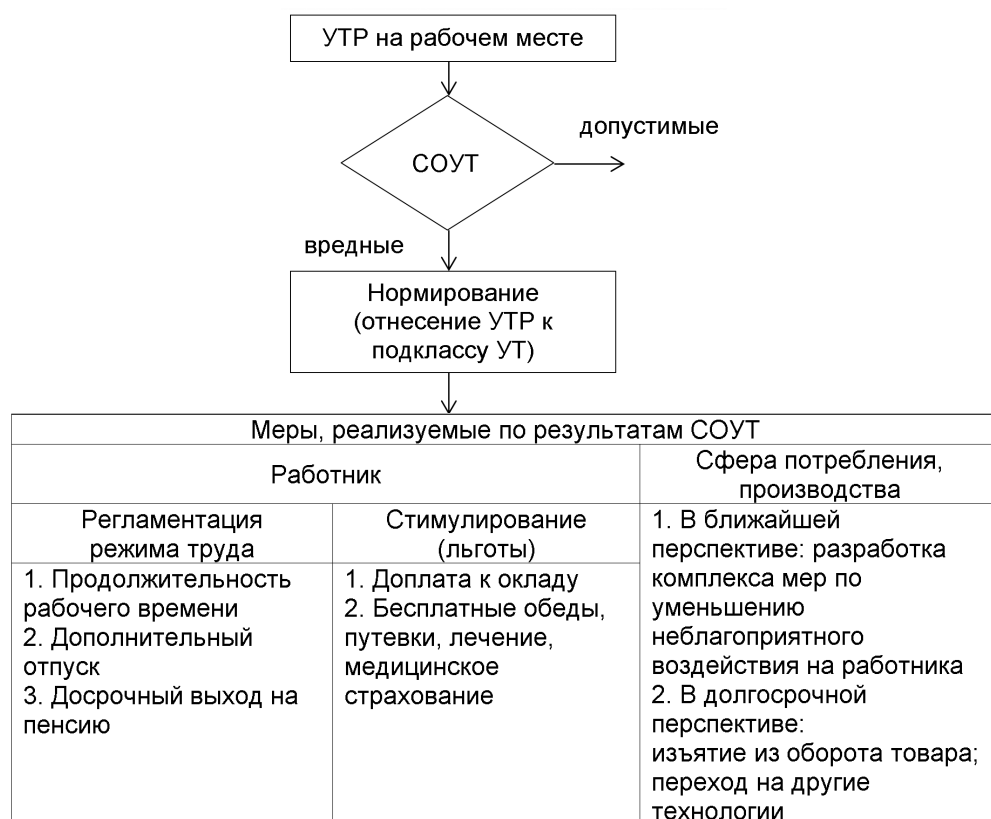 УТР на рабочем месте
допустимые
СОУТ
вредные
Нормирование
(отнесение УТР к
подклассу УТ)
Меры, реализуемые по результатам СОУТ
Работник
Сфера потребления,
производства
Регламентация
режима труда
Стимулирование
(льготы)
1. Продолжительность
рабочего времени
2. Дополнительный
отпуск
3. Досрочный выход на
пенсию
1. Доплата к окладу
2. Бесплатные обеды,
путевки, лечение,
медицинское
страхование
1. В ближайшей
перспективе: разработка
комплекса мер по
уменьшению
неблагоприятного
воздействия на работника
2. В долгосрочной
перспективе:
изъятие из оборота товара;
переход на другие
технологии